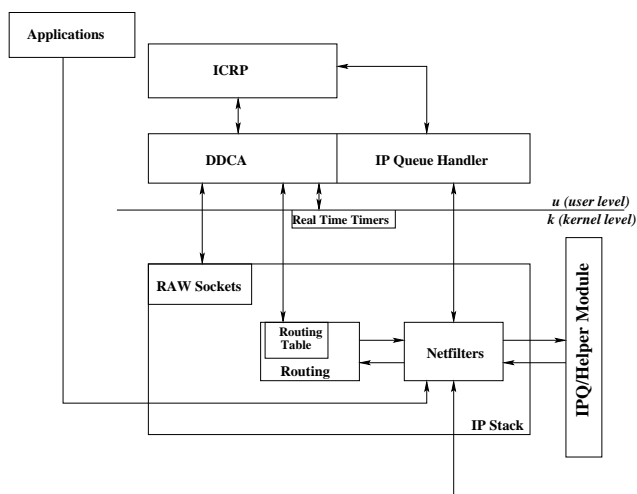 Applications
ICRP
DDCA
IP Queue Handler
u (user level)
k (kernel level)
Real Time Timers
RAW Sockets
Routing
Table
Routing
Netfilters
IP Stack
IPQ/Helper Module